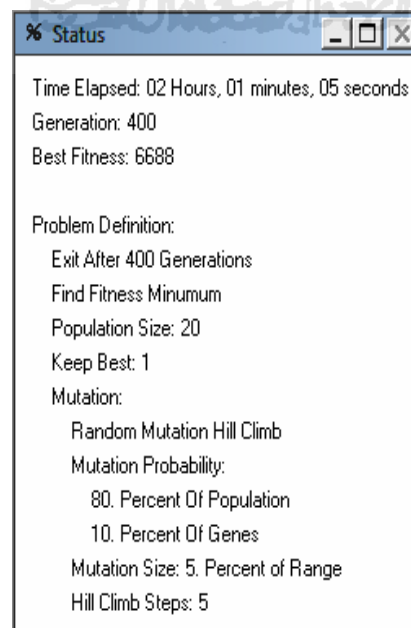 % Status
Time Elapsed: 02 Hours, 01 minutes, 05 seconds
Generation: 400
Best Fitness: 6688
Problem Definition:
Exit After 400 Generations
Find Fitness Minumum
Population Size: 20
Keep Best: 1
Mutation:
Random Mutation Hill Climb
Mutation Probability:
80. Percent Of Population
10. Percent Of Genes
Mutation Size: 5. Percent of Range
Hill Climb Steps: 5